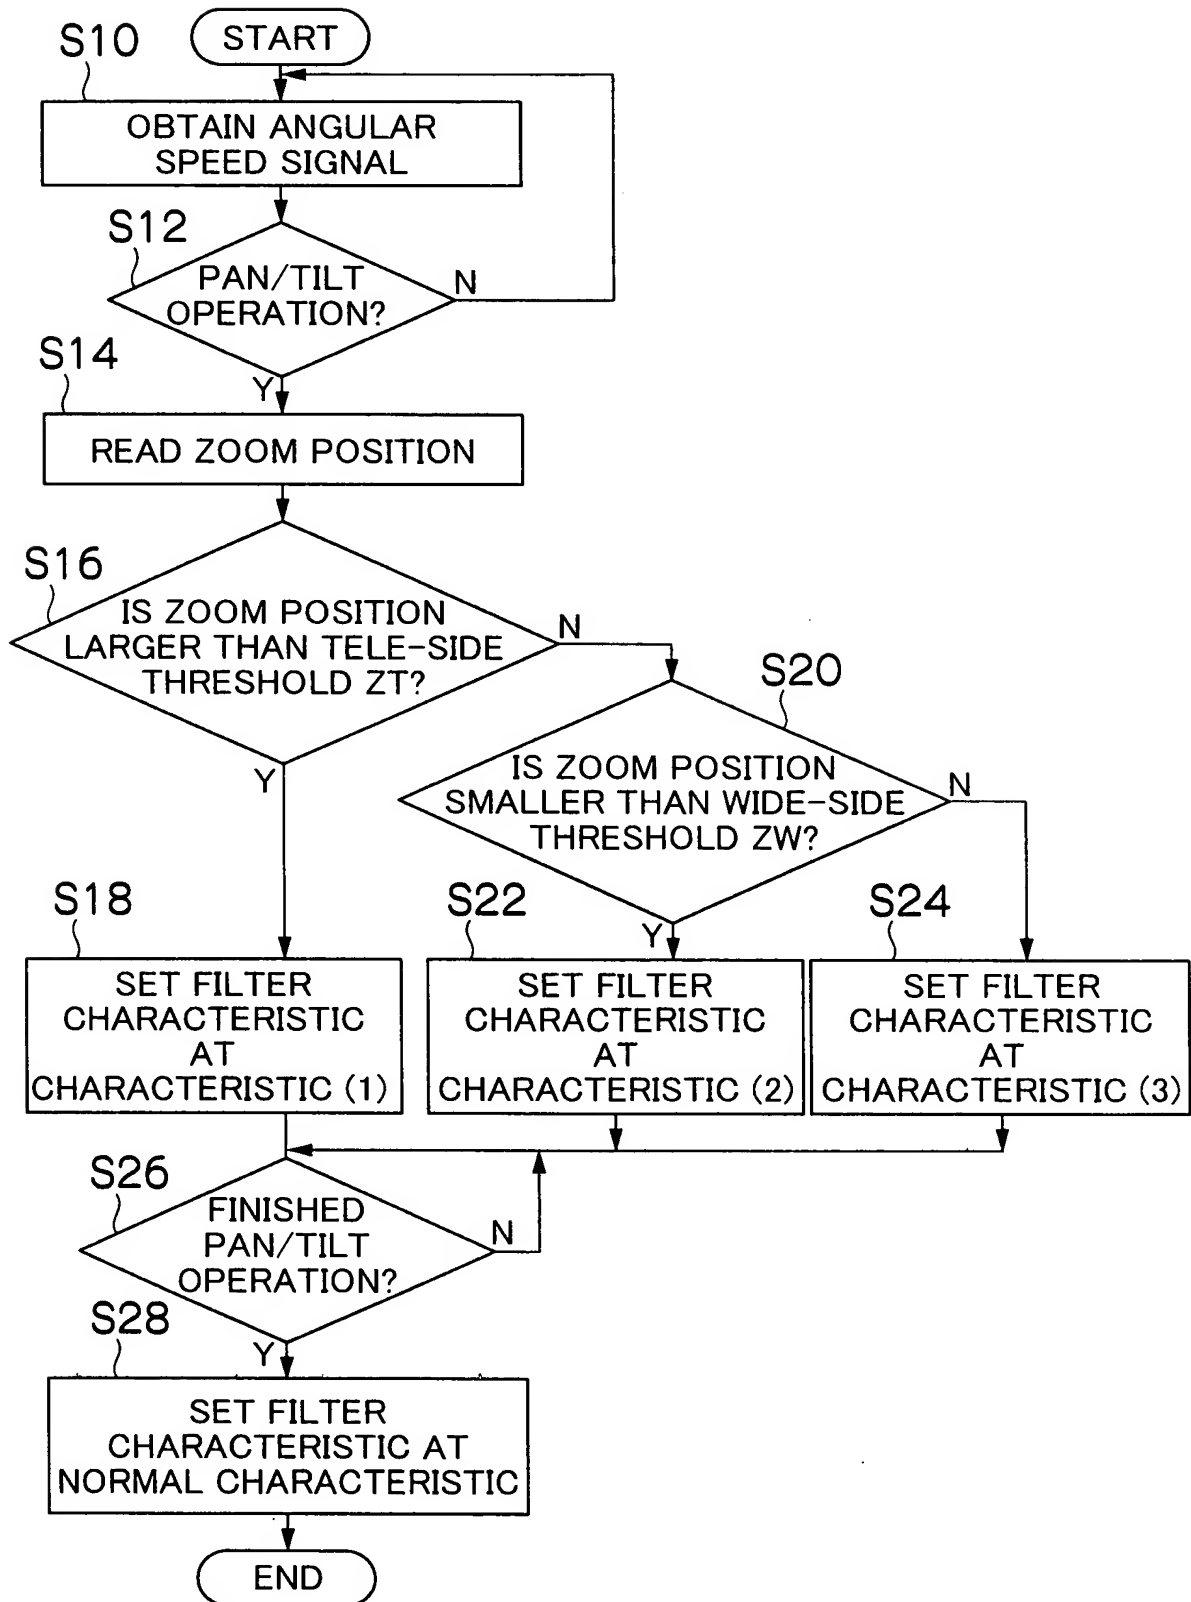 START
S10
OBTAIN ANGULAR
SPEED SIGNAL
S12
PAN/TILT
OPERATION?
N
Y
S14
READ ZOOM POSITION
S16
IS ZOOM POSITION
LARGER THAN TELE-SIDE
THRESHOLD ZT?
N
Y
S20
IS ZOOM POSITION
SMALLER THAN WIDE-SIDE
THRESHOLD ZW?
N
Y
S18
SET FILTER
CHARACTERISTIC
AT
CHARACTERISTIC (1)
S22
SET FILTER
CHARACTERISTIC
AT
CHARACTERISTIC (2)
S24
SET FILTER
CHARACTERISTIC
AT
CHARACTERISTIC (3)
S26
FINISHED
PAN/TILT
OPERATION?
N
Y
S28
SET FILTER
CHARACTERISTIC AT
NORMAL CHARACTERISTIC
END